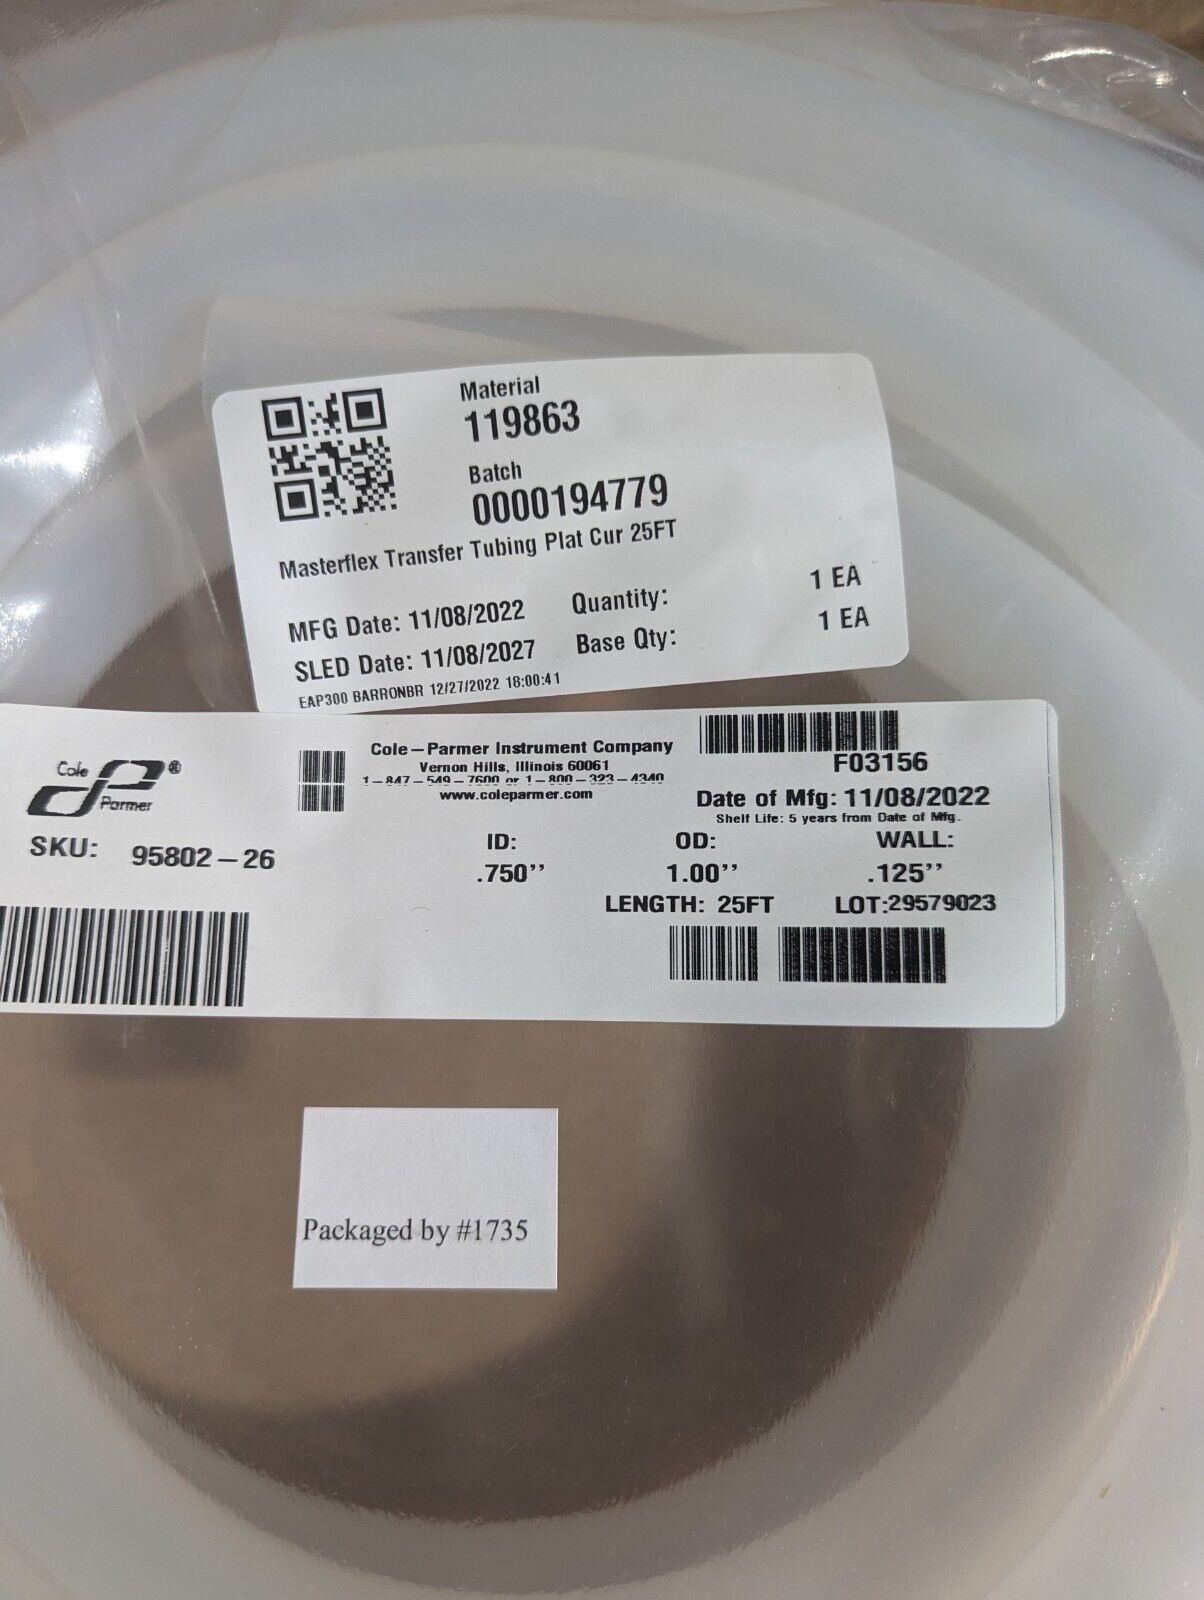 Material
119863
Batch
0000194779
Masterflex Transfer Tubing Plat Cur 25FT
MFG Date: 11/08/2022 Quantity: 1 EA
SLED Date: 11/08/2027 Base Qty: 1 EA
EAP300 BARRONBR 12/27/2022 18:00:41
Cole Parmer ®
SKU: 95802-26
Cole-Parmer Instrument Company
Vernon Hills, Illinois 60061
1-847-549-7600 or 1-800-323-4340
www.coleparmer.com
F03156
Date of Mfg: 11/08/2022
Shelf Life: 5 years from Date of Mfg.
ID: OD: WALL:
.750'' 1.00'' .125''
LENGTH: 25FT LOT:29579023
Packaged by #1735